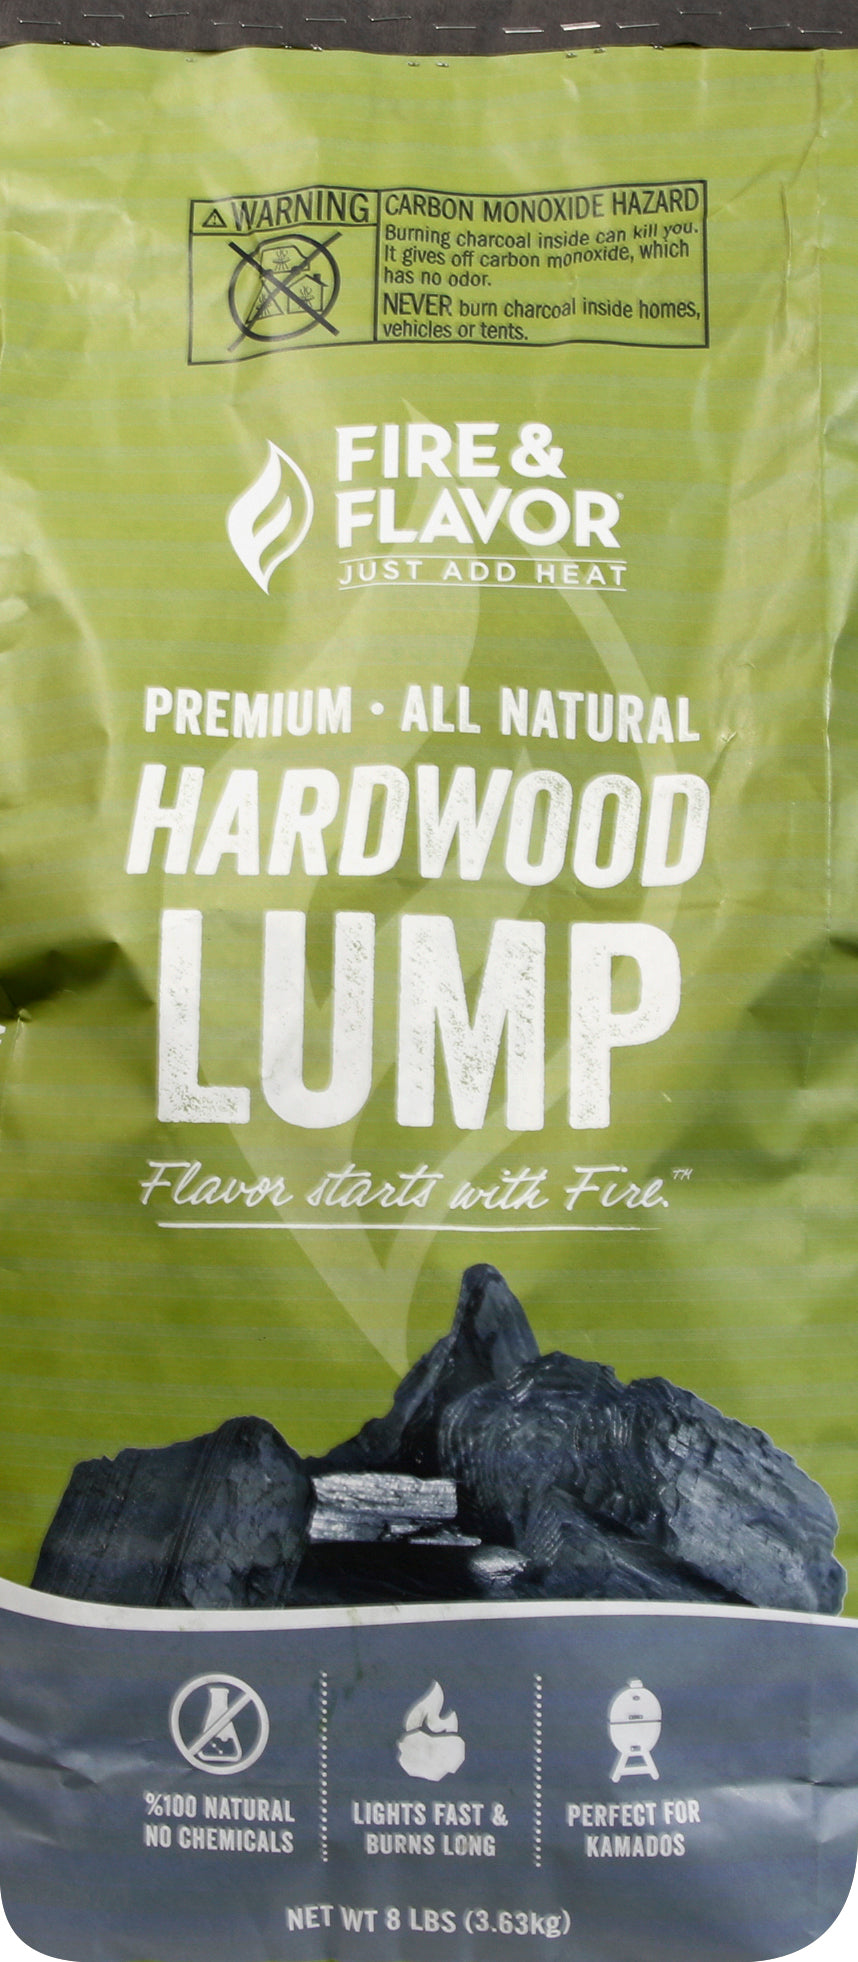 WARNING
CARBON MONOXIDE HAZARD
Burning charcoal inside can kill you.
It gives off carbon monoxide, which
has no odor.
NEVER burn charcoal inside homes,
vehicles or tents.
FIRE &
FLAVOR®
JUST ADD HEAT
PREMIUM • ALL NATURAL
HARDWOOD
LUMP
Flavor starts with Fire.™
%100 NATURAL
NO CHEMICALS
LIGHTS FAST &
BURNS LONG
PERFECT FOR
KAMADOS
NET WT 8 LBS (3.63kg)